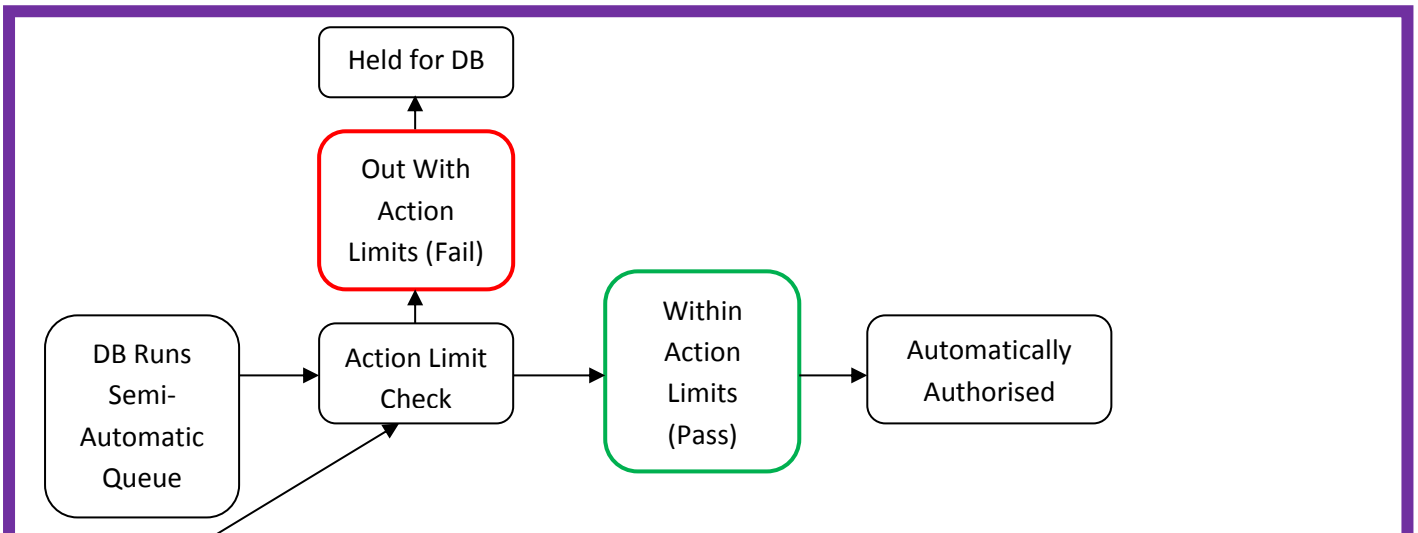 Held for DB
Out With
Action
Limits (Fail)
DB Runs
Semi-
Automatic
Queue
Action Limit
Check
Within
Action
Limits
(Pass)
Automatically
Authorised